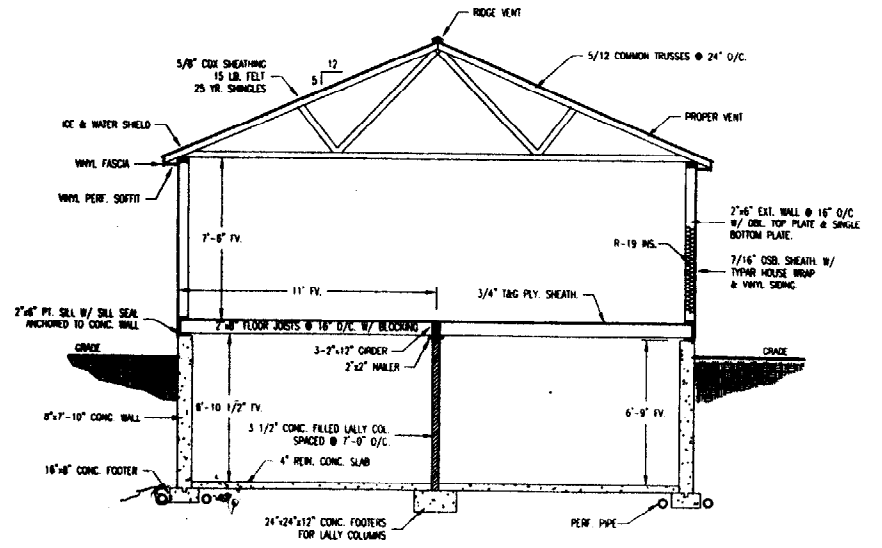 RIDGE VENT
5/8" CDX SHEATHING
15 LB. FELT
25 YR. SHINGLES
12
5
5/12 COMMON TRUSSES @ 24" O/C.
ICE & WATER SHIELD
PROPER VENT
VINYL FASCIA
VINYL PERF. SOFFIT
2"x6" EXT. WALL @ 16" O/C
W/ DBL. TOP PLATE & SINGLE
BOTTOM PLATE.
7'-6" FV.
R-19 INS.
7/16" OSB. SHEATH. W/
TYPAR HOUSE WRAP
& VINYL SIDING
11' FV.
3/4" T&G PLY. SHEATH.
2"x6" PT. SILL W/ SILL SEAL
ANCHORED TO CONC. WALL
2"x8" FLOOR JOISTS @ 16" O/C. W/ BLOCKING
3-2"x12" GIRDER
2"x2" NAILER
GRADE
GRADE
6'-10 1/2" FV.
6'-9" FV.
8"x7'-10" CONC. WALL
3 1/2" CONC. FILLED LALLY COL.
SPACED @ 7'-0" O/C.
4" REIN. CONC. SLAB
16"x8" CONC. FOOTER
24"x24"x12" CONC. FOOTERS
FOR LALLY COLUMNS
PERF. PIPE